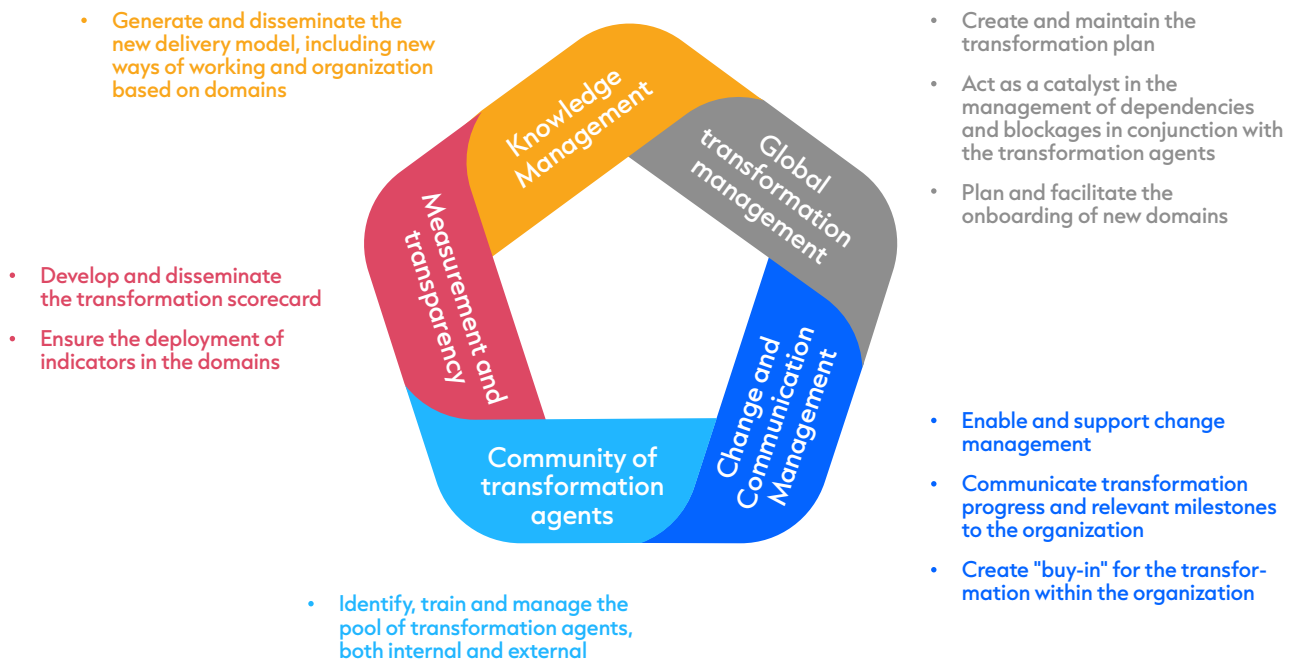 • Generate and disseminate the
new delivery model, including new
ways of working and organization
based on domains
Knowledge
Management
Global
transformation
management
• Create and maintain the
transformation plan
• Act as a catalyst in the
management of dependencies
and blockages in conjunction with
the transformation agents
• Plan and facilitate the
onboarding of new domains
Measurement and
transparency
• Develop and disseminate
the transformation scorecard
• Ensure the deployment of
indicators in the domains
Change and
Communication
Management
• Enable and support change
management
• Communicate transformation
progress and relevant milestones
to the organization
• Create "buy-in" for the transfor-
mation within the organization
Community of
transformation
agents
• Identify, train and manage the
pool of transformation agents,
both internal and external